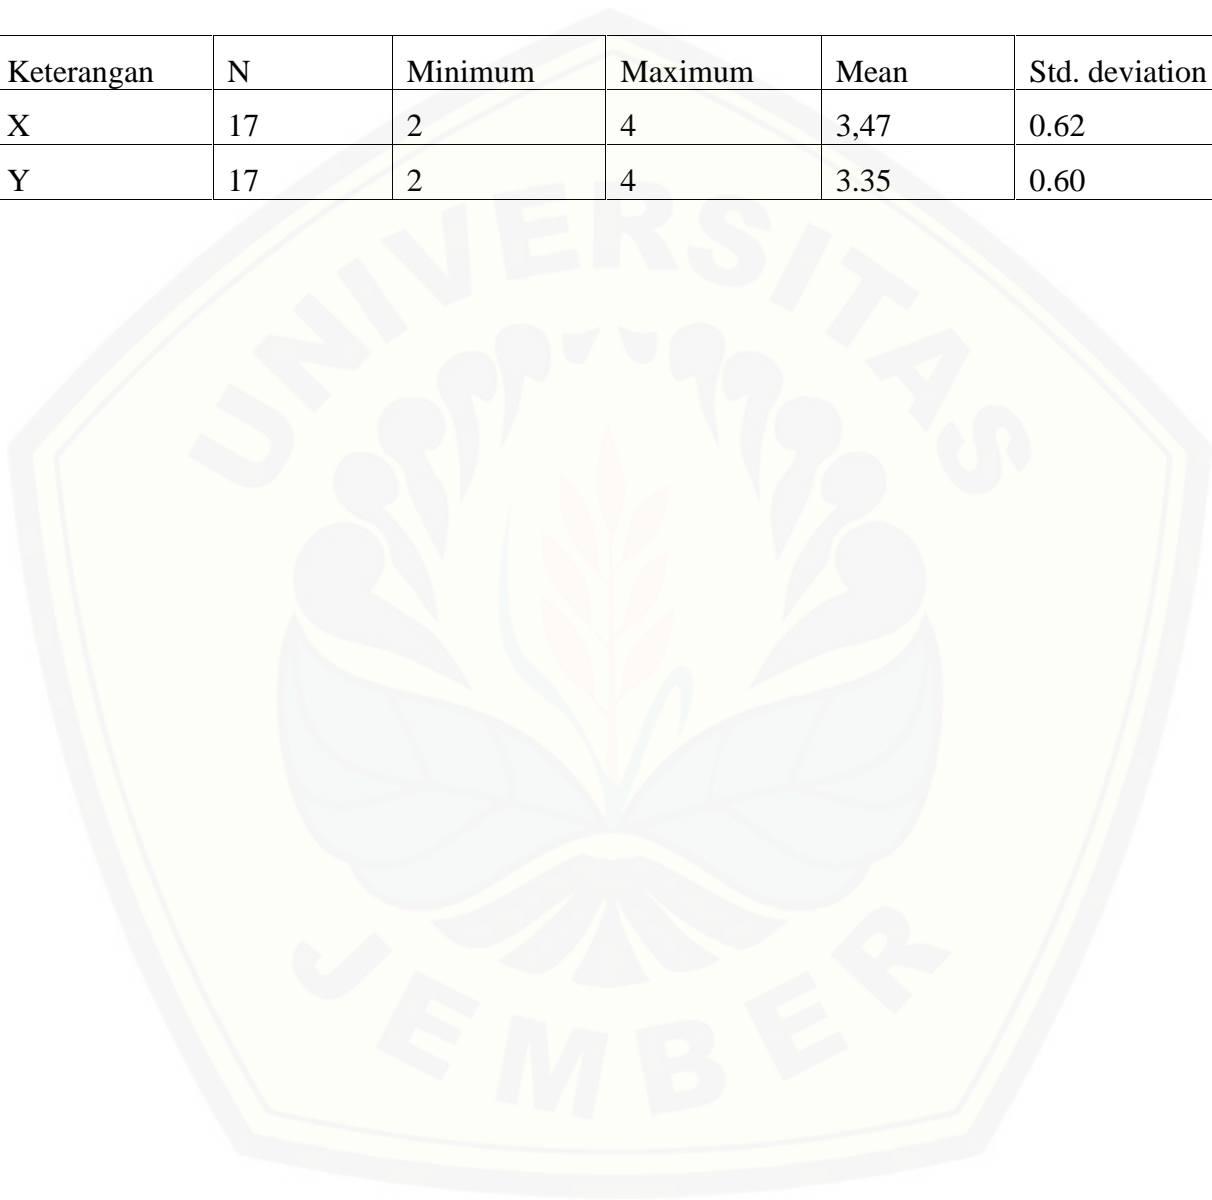 Keterangan N Minimum Maximum Mean Std. deviation
X 17 2 4 3,47 0.62
Y 17 2 4 3.35 0.60
UNIVERSITAS
JEMBER